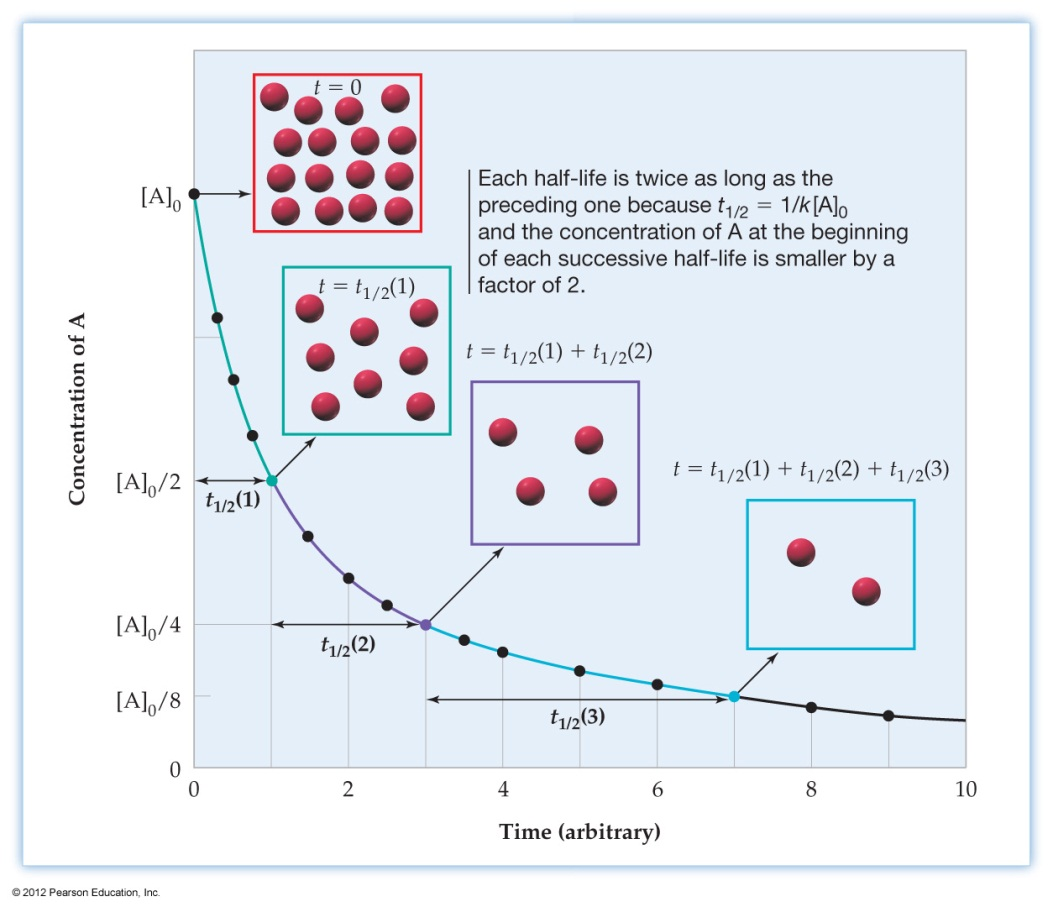 t = 0
[A]₀
Each half-life is twice as long as the
preceding one because t₁/₂ = 1/k[A]₀
and the concentration of A at the beginning
of each successive half-life is smaller by a
factor of 2.
t = t₁/₂(1)
t = t₁/₂(1) + t₁/₂(2)
Concentration of A
t = t₁/₂(1) + t₁/₂(2) + t₁/₂(3)
[A]₀/2
t₁/₂(1)
[A]₀/4
t₁/₂(2)
[A]₀/8
t₁/₂(3)
0
0 2 4 6 8 10
Time (arbitrary)
© 2012 Pearson Education, Inc.